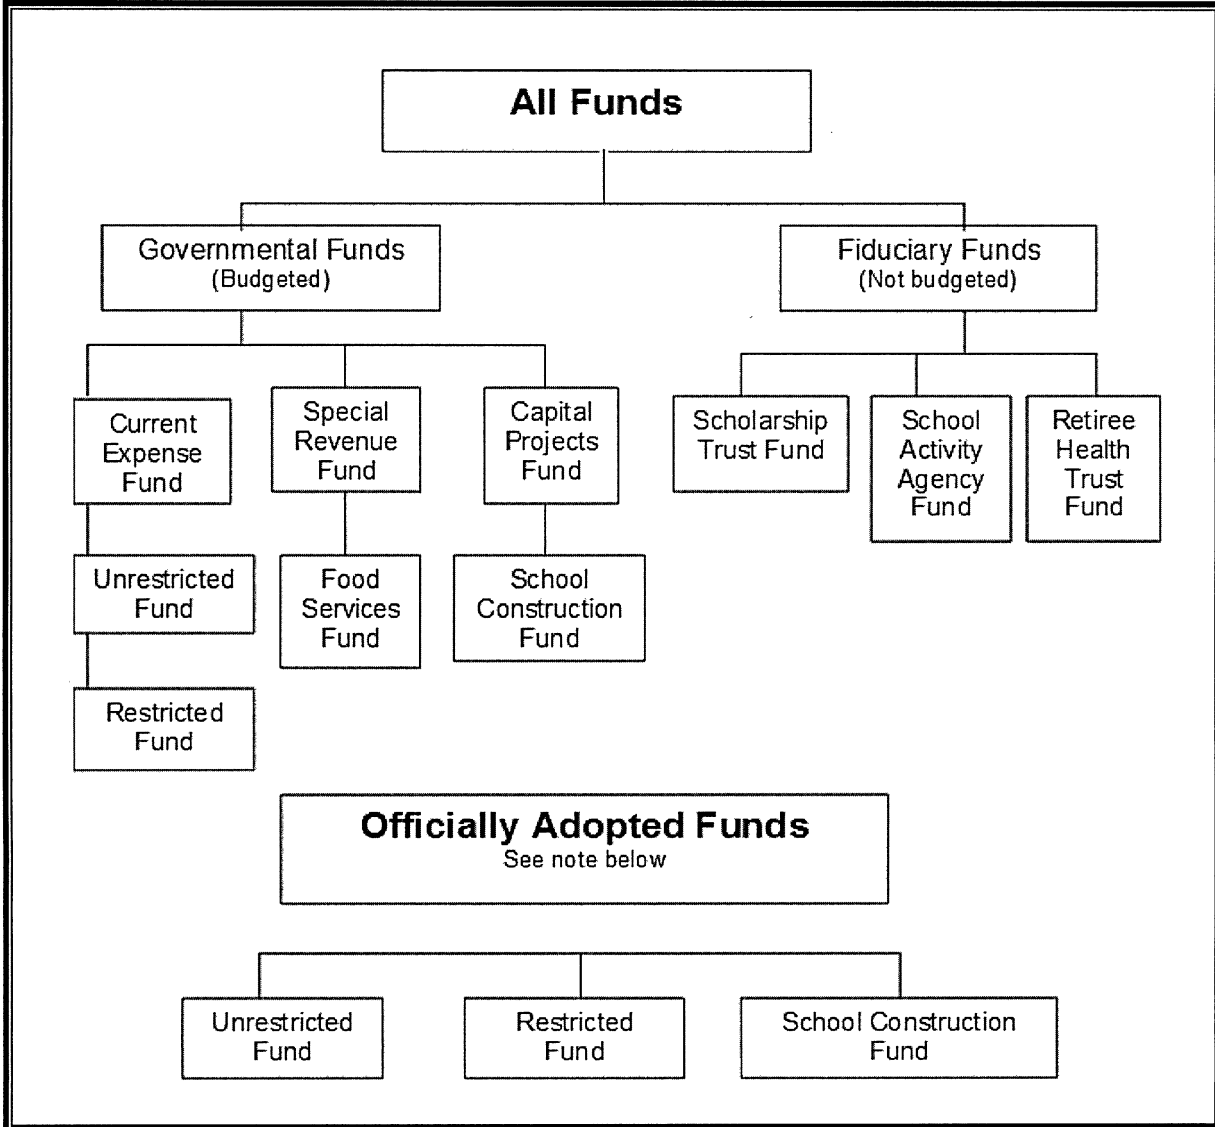 All Funds
Governmental Funds
(Budgeted)
Fiduciary Funds
(Not budgeted)
Current
Expense
Fund
Special
Revenue
Fund
Capital
Projects
Fund
Scholarship
Trust Fund
School
Activity
Agency
Fund
Retiree
Health
Trust
Fund
Unrestricted
Fund
Food
Services
Fund
School
Construction
Fund
Restricted
Fund
Officially Adopted Funds
See note below
Unrestricted
Fund
Restricted
Fund
School Construction
Fund